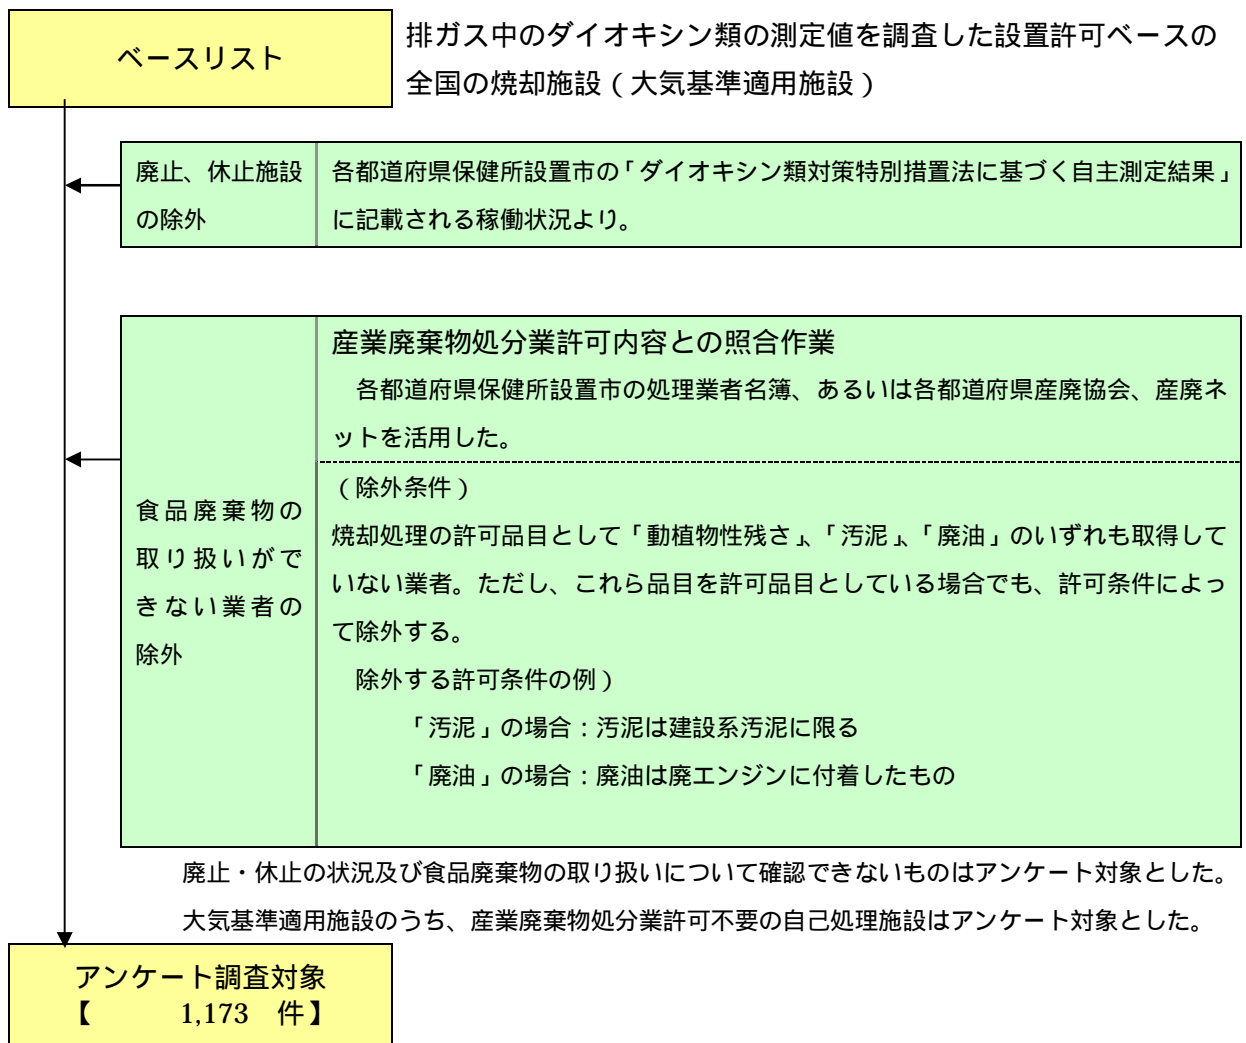 ベースリスト
排ガス中のダイオキシン類の測定値を調査した設置許可ベースの
全国の焼却施設（大気基準適用施設）
廃止、休止施設
の除外
各都道府県保健所設置市の「ダイオキシン類対策特別措置法に基づく自主測定結果」
に記載される稼働状況より。
食品廃棄物の
取り扱いがで
きない業者の
除外
産業廃棄物処分業許可内容との照合作業
各都道府県保健所設置市の処理業者名簿、あるいは各都道府県産廃協会、産廃ネ
ットを活用した。
（除外条件）
焼却処理の許可品目として「動植物性残さ」、「汚泥」、「廃油」のいずれも取得して
いない業者。ただし、これら品目を許可品目としている場合でも、許可条件によっ
て除外する。
除外する許可条件の例）
「汚泥」の場合：汚泥は建設系汚泥に限る
「廃油」の場合：廃油は廃エンジンに付着したもの
廃止・休止の状況及び食品廃棄物の取り扱いについて確認できないものはアンケート対象とした。
大気基準適用施設のうち、産業廃棄物処分業許可不要の自己処理施設はアンケート対象とした。
アンケート調査対象
【　　　1,173　件】